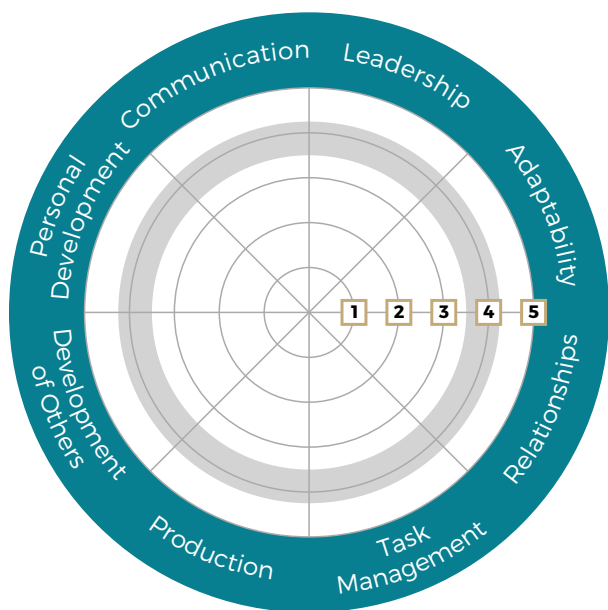 Communication
Leadership
Adaptability
Relationships
Task
Management
Production
Development
of Others
Personal
Development
1
2
3
4
5